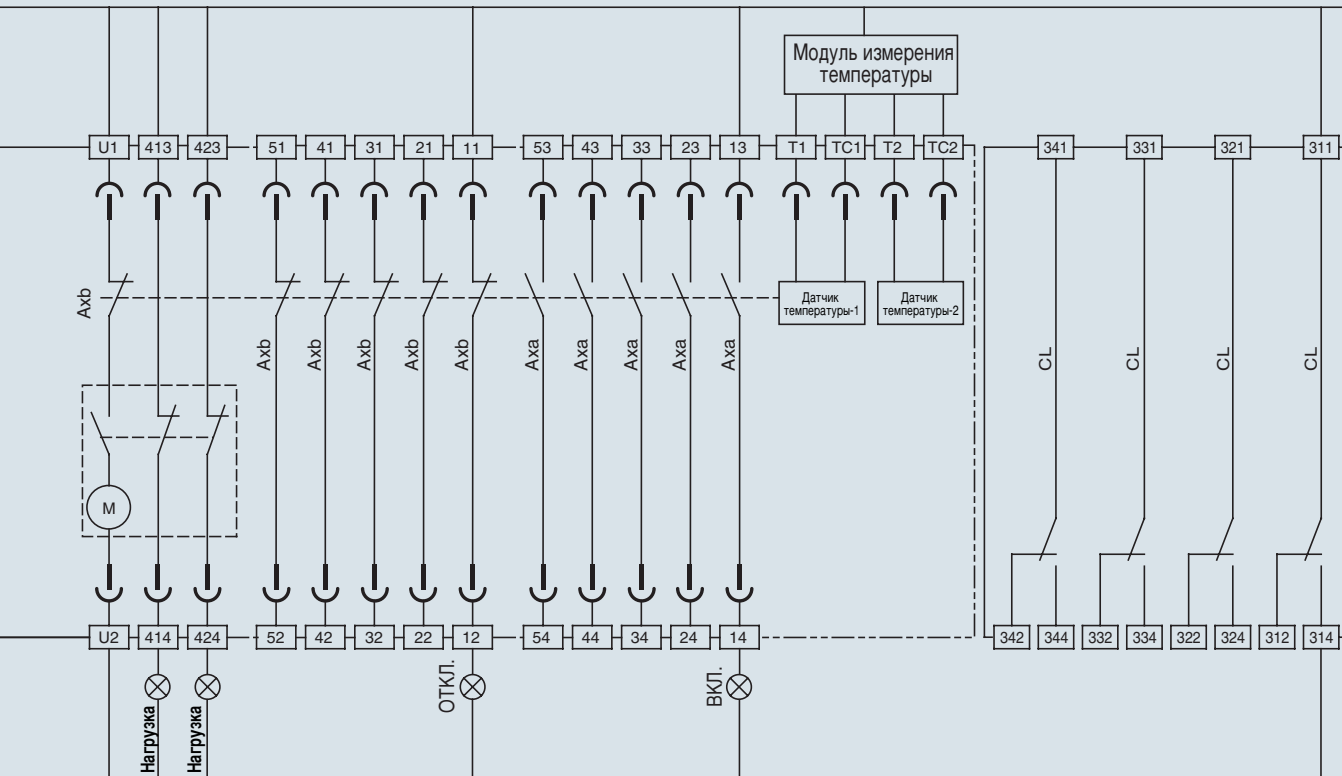 Модуль измерения
температуры
U1 413 423 51 41 31 21 11 53 43 33 23 13 T1 TC1 T2 TC2 341 331 321 311
Axb
Датчик
температуры-1
Датчик
температуры-2
Axb Axb Axb Axb Axb Axa Axa Axa Axa Axa CL CL CL CL
M
U2 414 424 52 42 32 22 12 54 44 34 24 14 342 344 332 334 322 324 312 314
ОТКЛ.
ВКЛ.
Нагрузка
Нагрузка